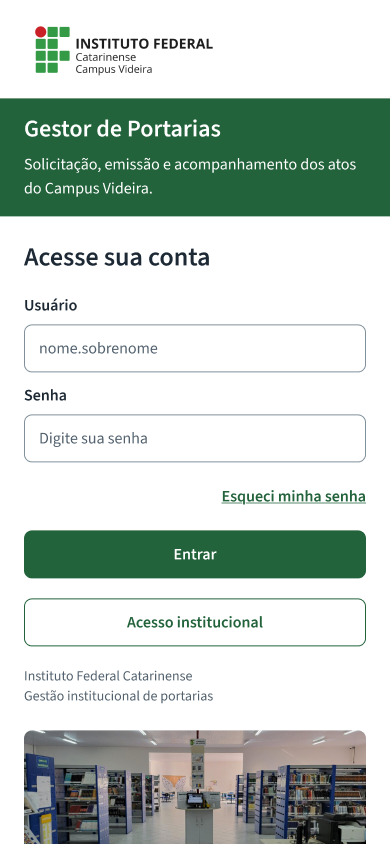 INSTITUTO FEDERAL
Catarinense
Campus Videira
Gestor de Portarias
Solicitação, emissão e acompanhamento dos atos
do Campus Videira.
Acesse sua conta
Usuário
nome.sobrenome
Senha
Digite sua senha
Esqueci minha senha
Entrar
Acesso institucional
Instituto Federal Catarinense
Gestão institucional de portarias